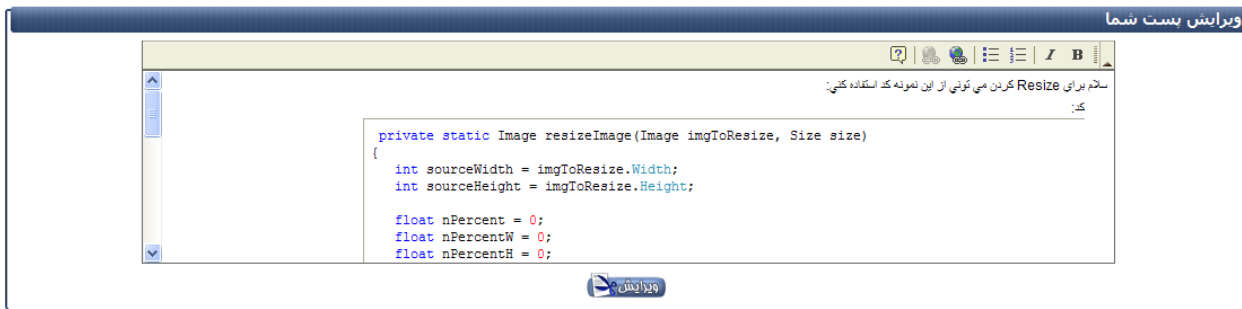 ویرایش پست شما
B I
سلام برای Resize کردن می تونی از این نمونه کد استفاده کنی:
کد:
private static Image resizeImage(Image imgToResize, Size size)
{
int sourceWidth = imgToResize.Width;
int sourceHeight = imgToResize.Height;
float nPercent = 0;
float nPercentW = 0;
float nPercentH = 0;
ویرایش